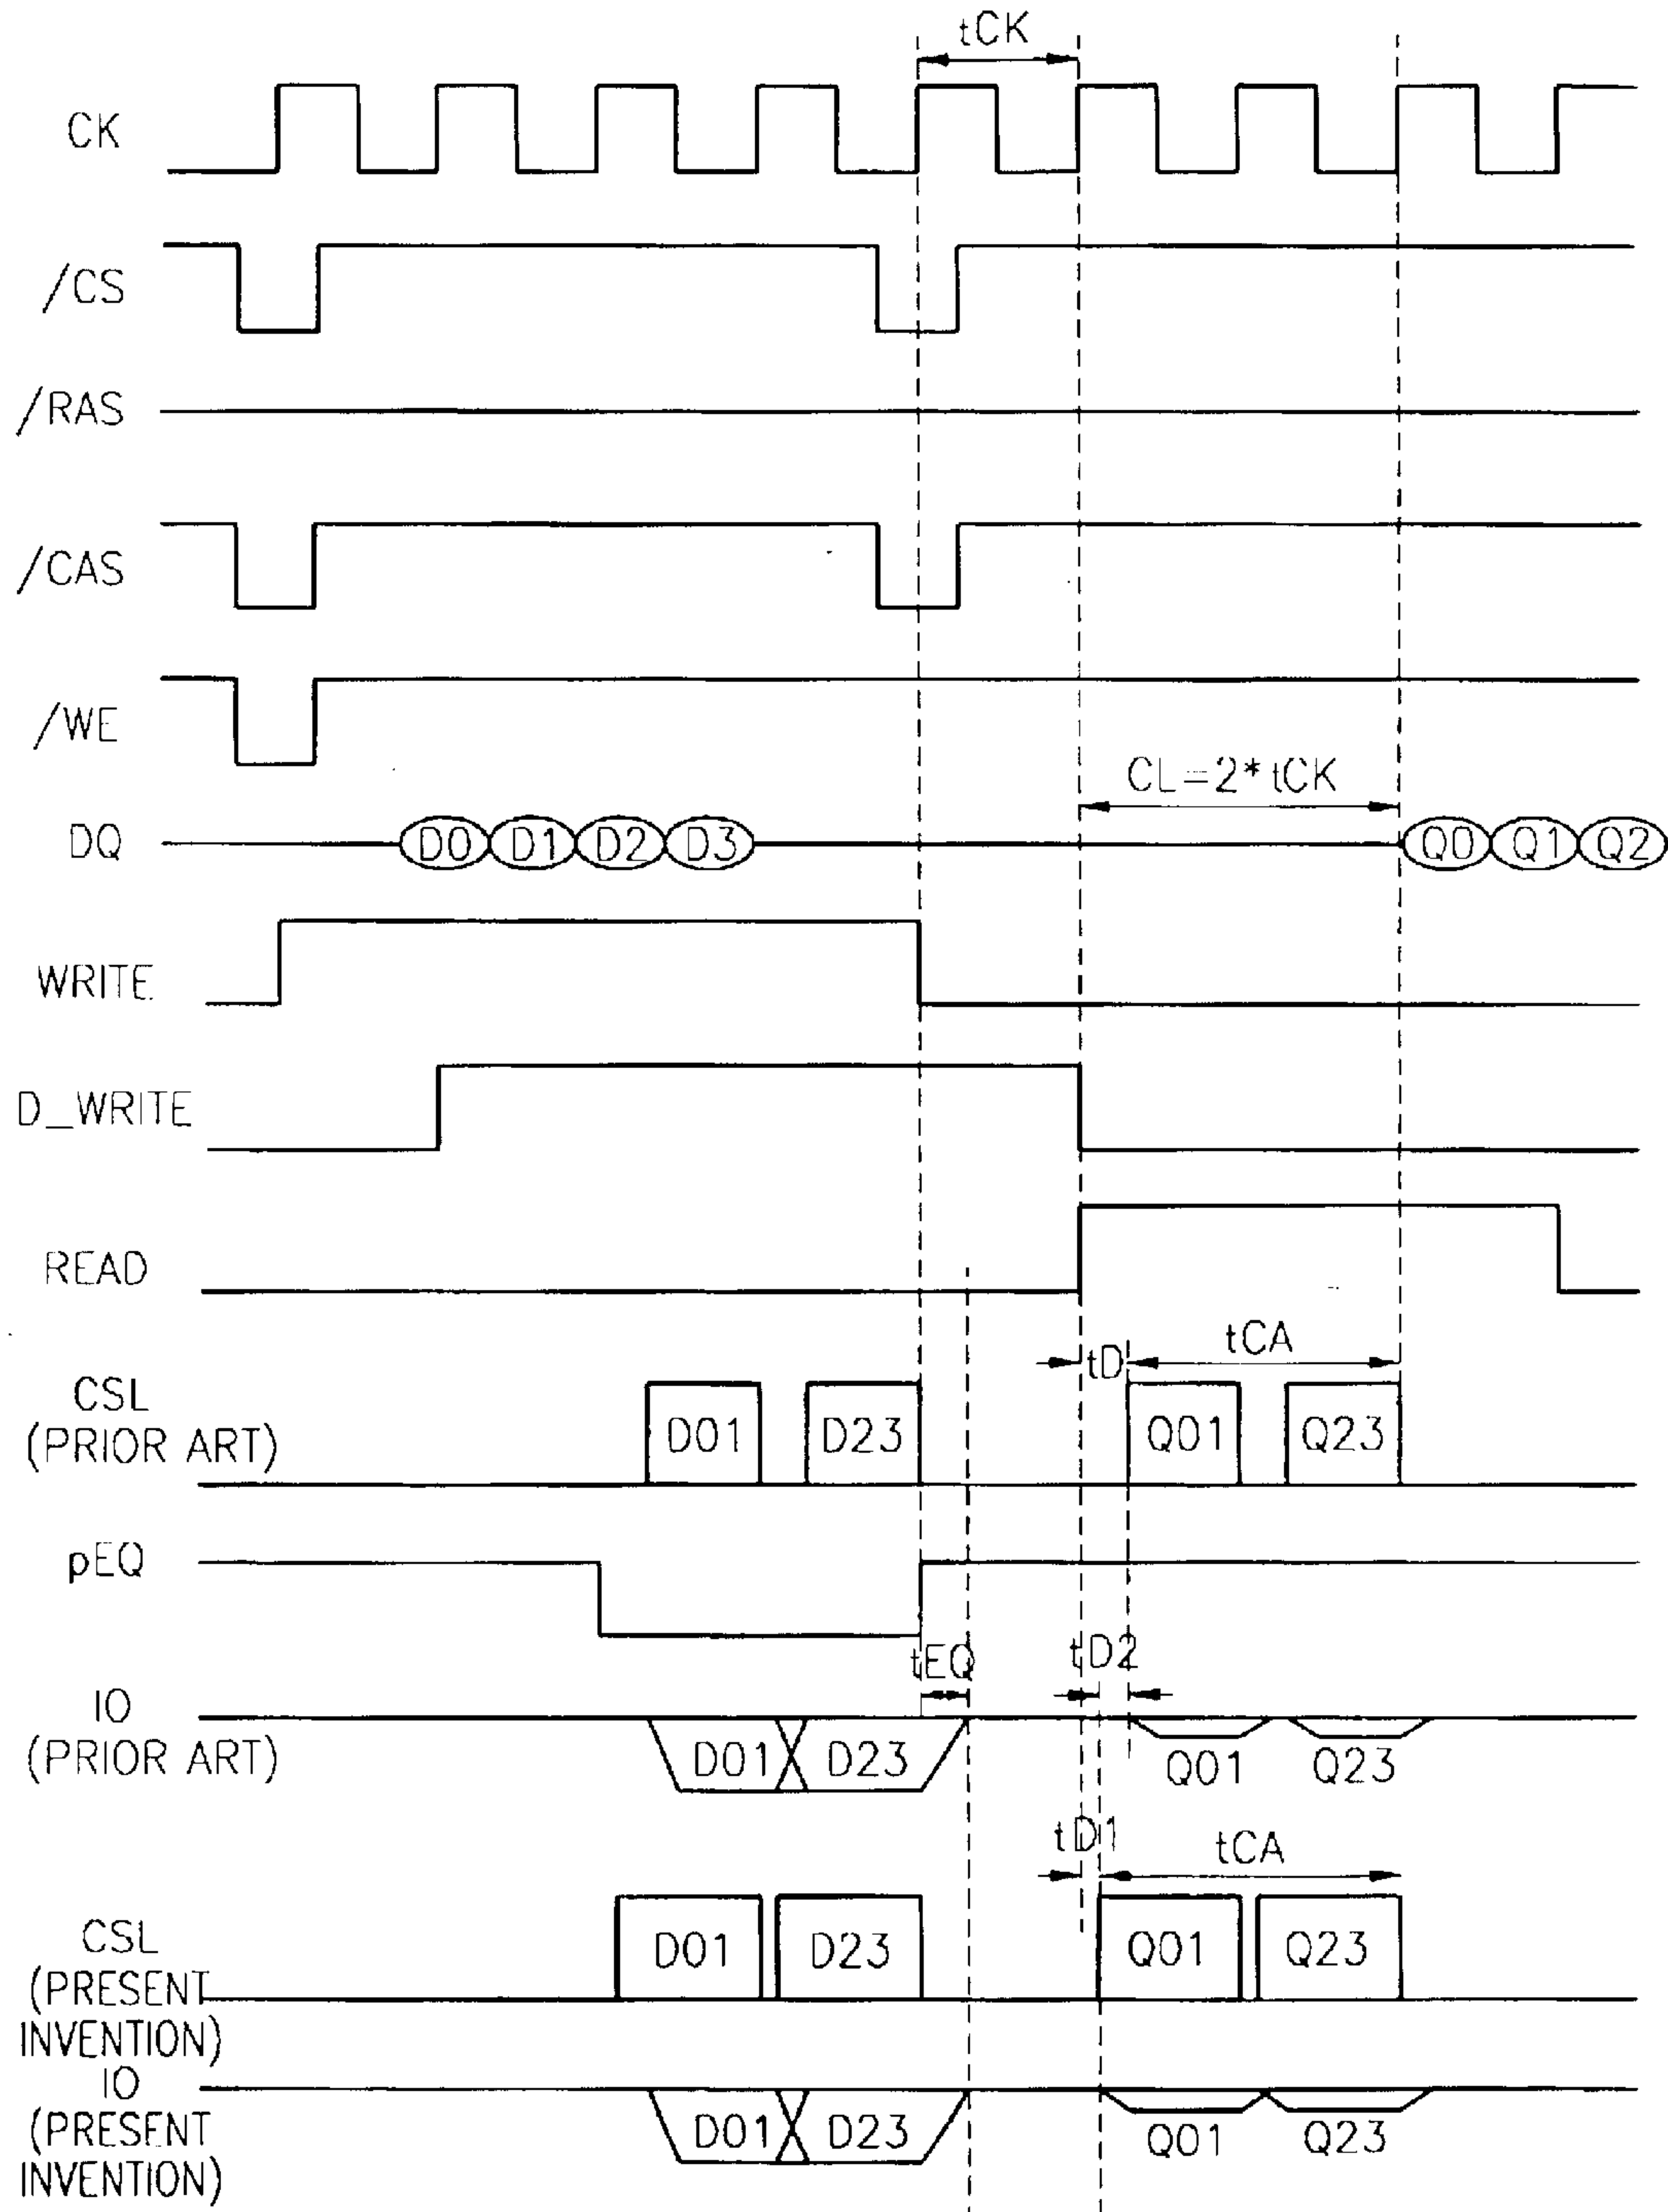 tCK
CK
/CS
/RAS
/CAS
/WE
CL=2*tCK
DQ D0 D1 D2 D3 Q0 Q1 Q2
WRITE
D_WRITE
READ
tD tCA
CSL
(PRIOR ART)
D01 D23 Q01 Q23
pEQ
tEQ tD2
IO
(PRIOR ART)
D01 D23 Q01 Q23
tD1 tCA
CSL
(PRESENT
INVENTION)
D01 D23 Q01 Q23
IO
(PRESENT
INVENTION)
D01 D23 Q01 Q23